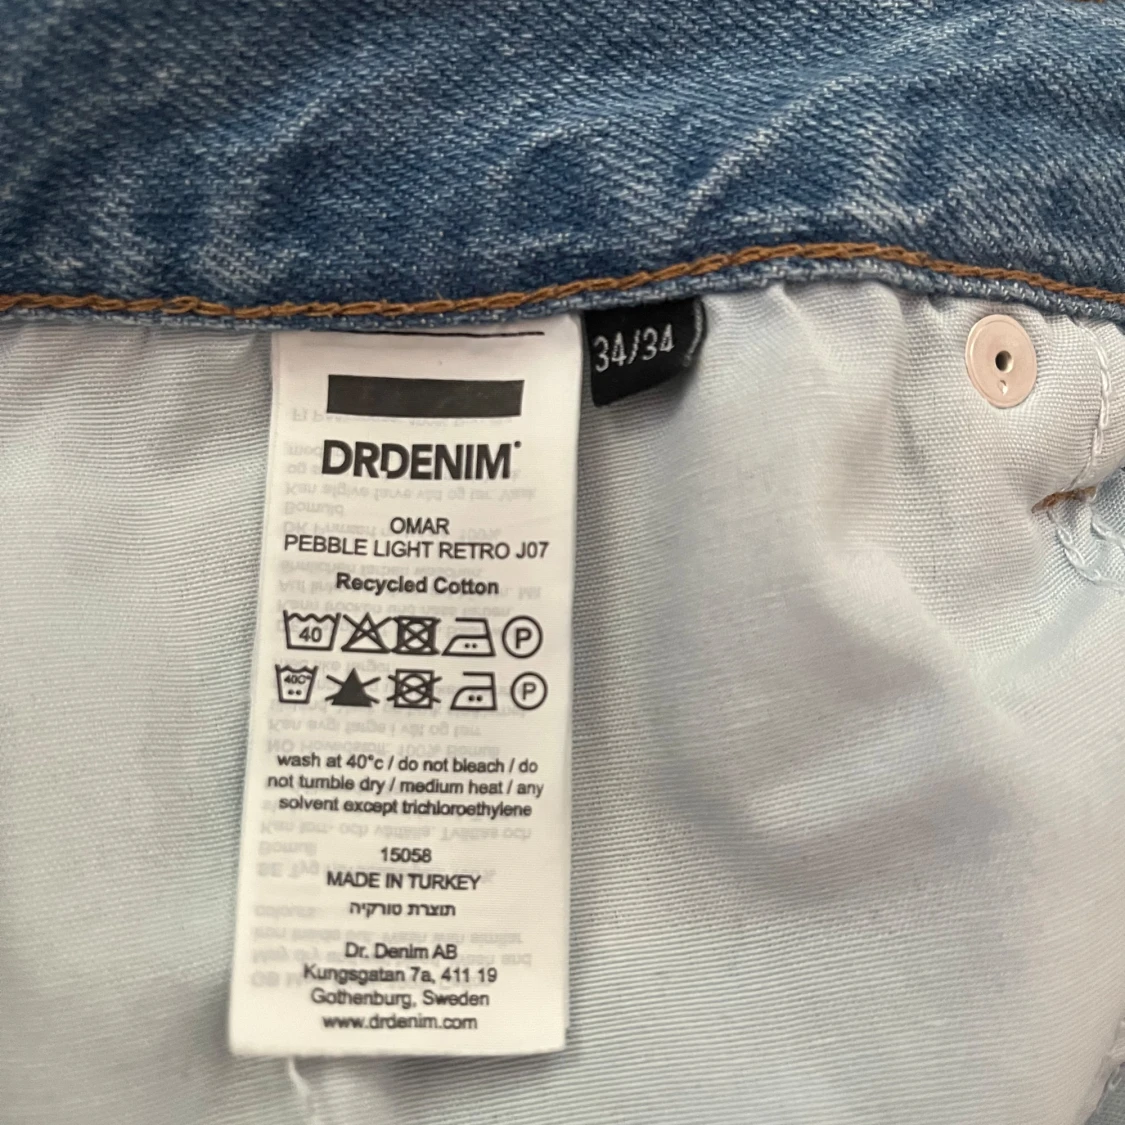 34/34
DRDENIM
OMAR
PEBBLE LIGHT RETRO J07
Recycled Cotton
40 P
40C P
wash at 40°c / do not bleach / do
not tumble dry / medium heat / any
solvent except trichloroethylene
15058
MADE IN TURKEY
תוצרת טורקיה
Dr. Denim AB
Kungsgatan 7a, 411 19
Gothenburg, Sweden
www.drdenim.com